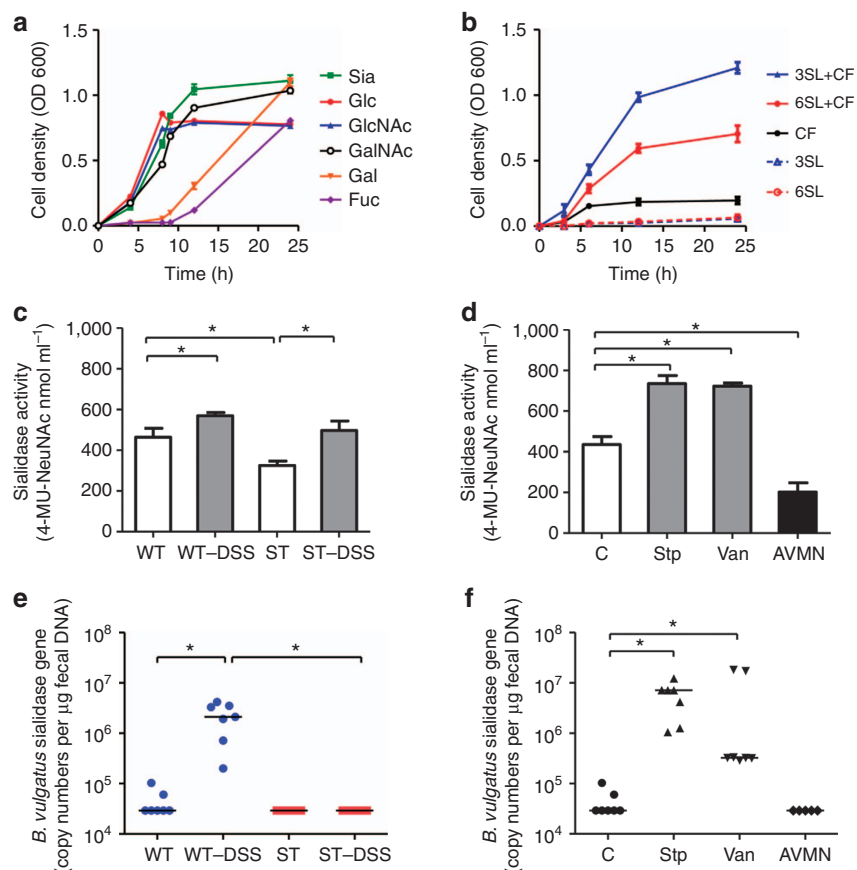 a
Cell density (OD 600)
1.5
1.0
0.5
0.0
0 5 10 15 20 25
Time (h)
Sia
Glc
GlcNAc
GalNAc
Gal
Fuc
b
Cell density (OD 600)
1.5
1.0
0.5
0.0
0 5 10 15 20 25
Time (h)
3SL+CF
6SL+CF
CF
3SL
6SL
c
Sialidase activity
(4-MU-NeuNAc nmol ml⁻¹)
1,000
800
600
400
200
0
* * *
WT WT–DSS ST ST–DSS
d
Sialidase activity
(4-MU-NeuNAc nmol ml⁻¹)
1,000
800
600
400
200
0
* * *
C Stp Van AVMN
e
B. vulgatus sialidase gene
(copy numbers per μg fecal DNA)
10⁸
10⁷
10⁶
10⁵
10⁴
* *
WT WT–DSS ST ST–DSS
f
B. vulgatus sialidase gene
(copy numbers per μg fecal DNA)
10⁸
10⁷
10⁶
10⁵
10⁴
* *
C Stp Van AVMN